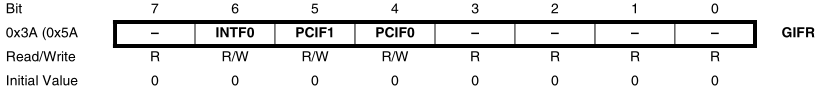 Bit 7 6 5 4 3 2 1 0
0x3A (0x5A – INTF0 PCIF1 PCIF0 – – – – GIFR
Read/Write R R/W R/W R/W R R R R
Initial Value 0 0 0 0 0 0 0 0